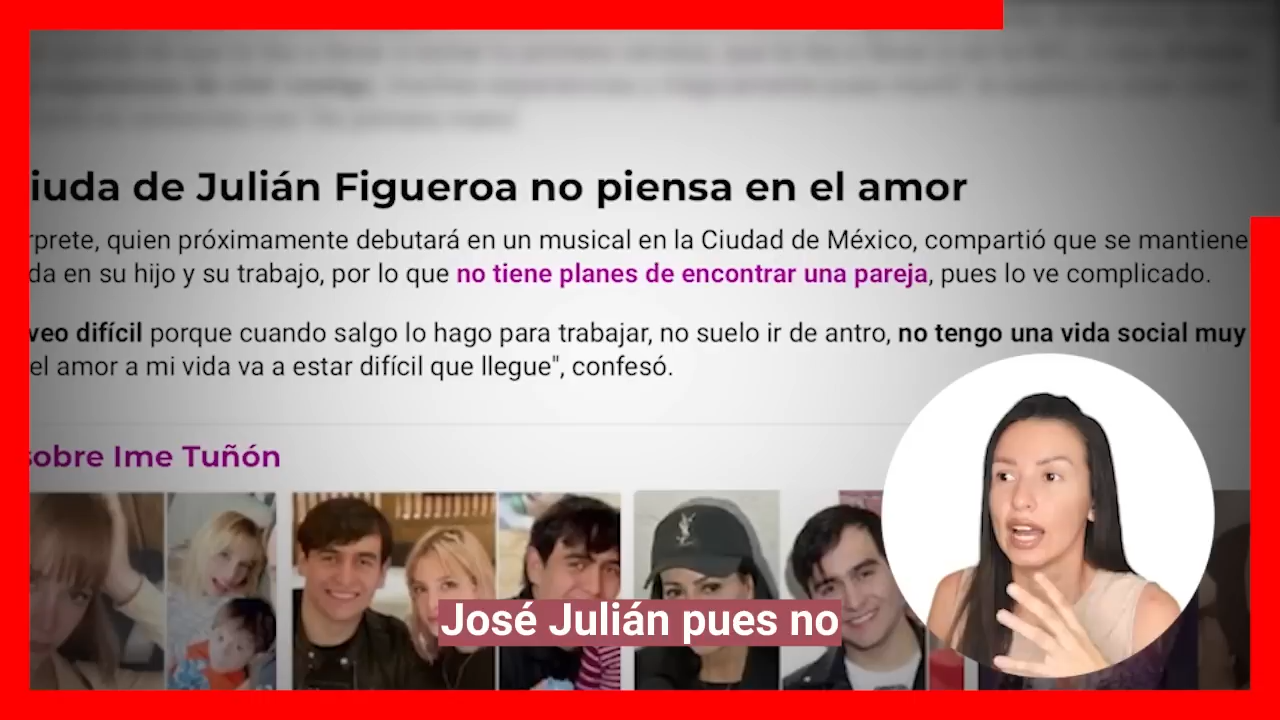 iuda de Julián Figueroa no piensa en el amor
rprete, quien próximamente debutará en un musical en la Ciudad de México, compartió que se mantiene
da en su hijo y su trabajo, por lo que no tiene planes de encontrar una pareja, pues lo ve complicado.
veo difícil porque cuando salgo lo hago para trabajar, no suelo ir de antro, no tengo una vida social muy
el amor a mi vida va a estar difícil que llegue", confesó.
sobre Ime Tuñón
José Julián pues no